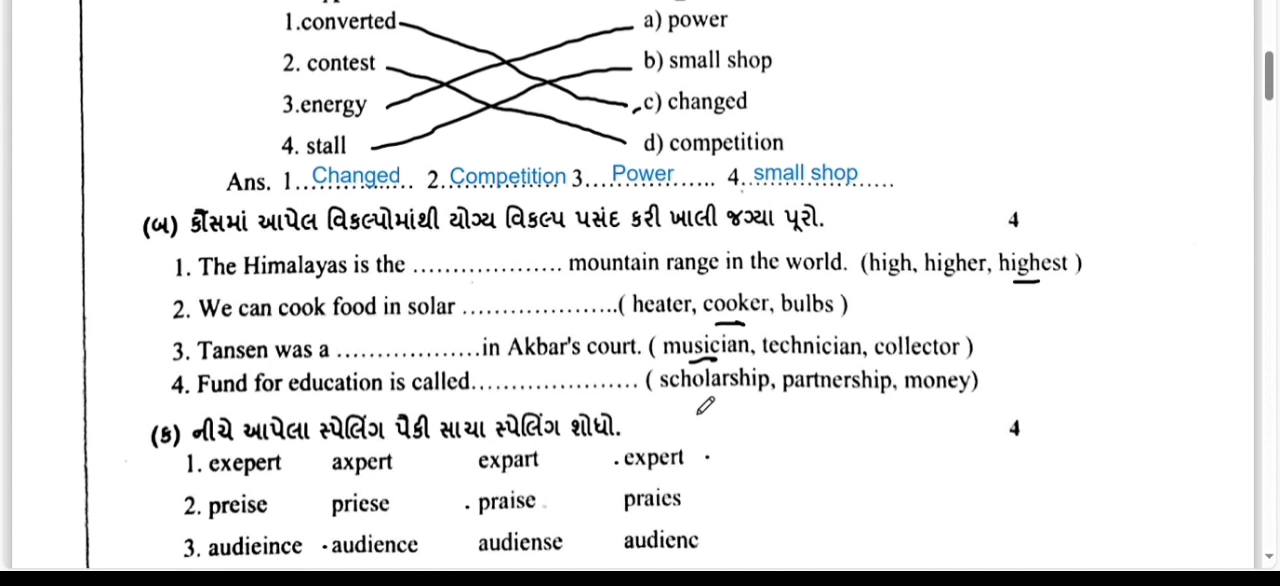 1.converted a) power
2. contest b) small shop
3.energy c) changed
4. stall d) competition
Ans. 1..Changed.. 2..Competition 3...Power...... 4..small shop.....
(બ) કૌંસમાં આપેલ વિકલ્પોમાંથી યોગ્ય વિકલ્પ પસંદ કરી ખાલી જગ્યા પૂરો. 4
1. The Himalayas is the ................... mountain range in the world. (high, higher, highest )
2. We can cook food in solar ....................( heater, cooker, bulbs )
3. Tansen was a ..................in Akbar's court. ( musician, technician, collector )
4. Fund for education is called..................... ( scholarship, partnership, money)
(ક) નીચે આપેલા સ્પેલિંગ પૈકી સાચા સ્પેલિંગ શોધો. 4
1. exepert axpert expart expert
2. preise priese praise praies
3. audieince audience audiense audienc